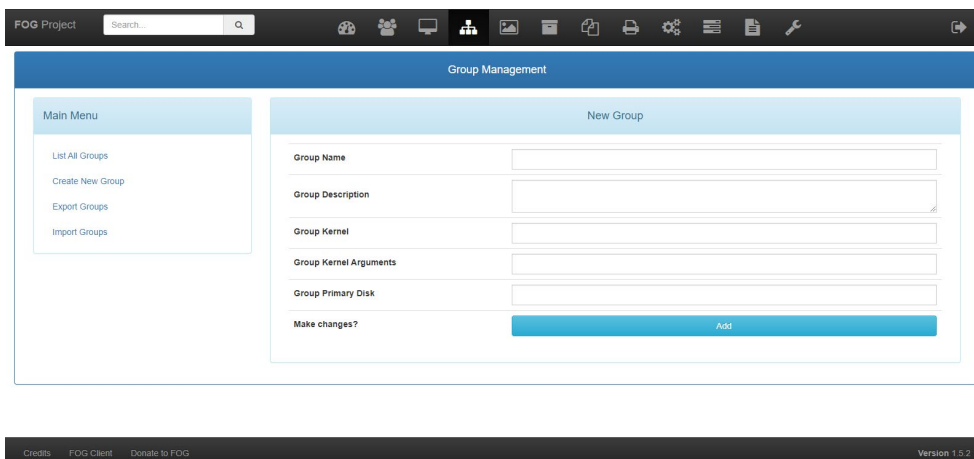 FOG Project
Search...
Group Management
Main Menu
List All Groups
Create New Group
Export Groups
Import Groups
New Group
Group Name
Group Description
Group Kernel
Group Kernel Arguments
Group Primary Disk
Make changes?
Add
Credits FOG Client Donate to FOG
Version 1.5.2